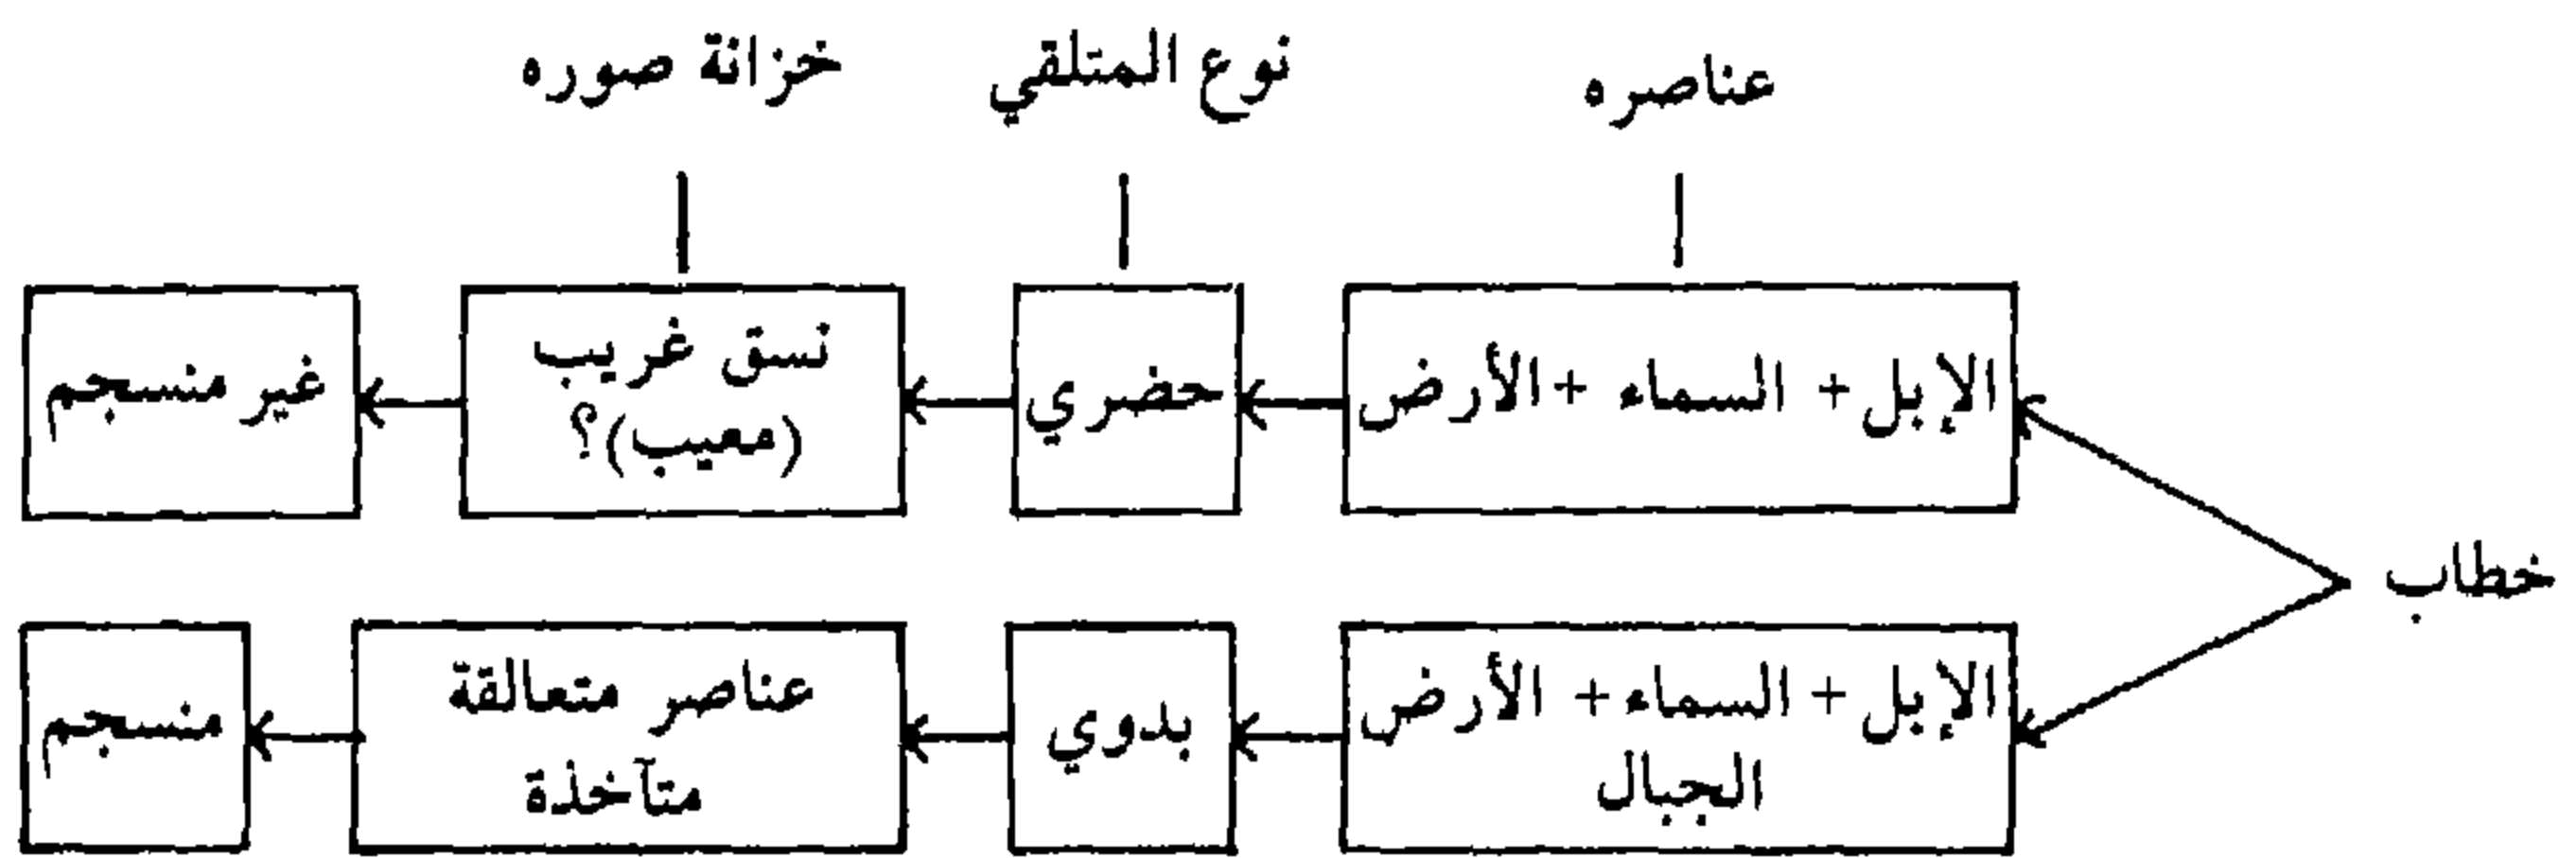 عناصره
نوع المتلقي
خزانة صوره
الإبل + السماء + الأرض
حضري
نسق غريب
(معيب)؟
غير منسجم
خطاب
الإبل + السماء + الأرض
الجبال
بدوي
عناصر متعالقة
متآخذة
منسجم